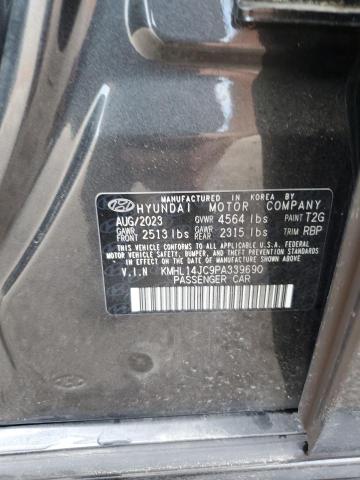 MANUFACTURED IN KOREA BY
HYUNDAI MOTOR COMPANY
AUG/2023 GVWR 4564 lbs PAINT T2G
GAWR FRONT 2513 lbs GAWR REAR 2315 lbs TRIM RBP
THIS VEHICLE CONFORMS TO ALL APPLICABLE U.S. FEDERAL
MOTOR VEHICLE SAFETY, BUMPER, AND THEFT PREVENTION STANDARDS
IN EFFECT ON THE DATE OF MANUFACTURE SHOWN ABOVE.
V.I.N KMHL14JC9PA339690
PASSENGER CAR